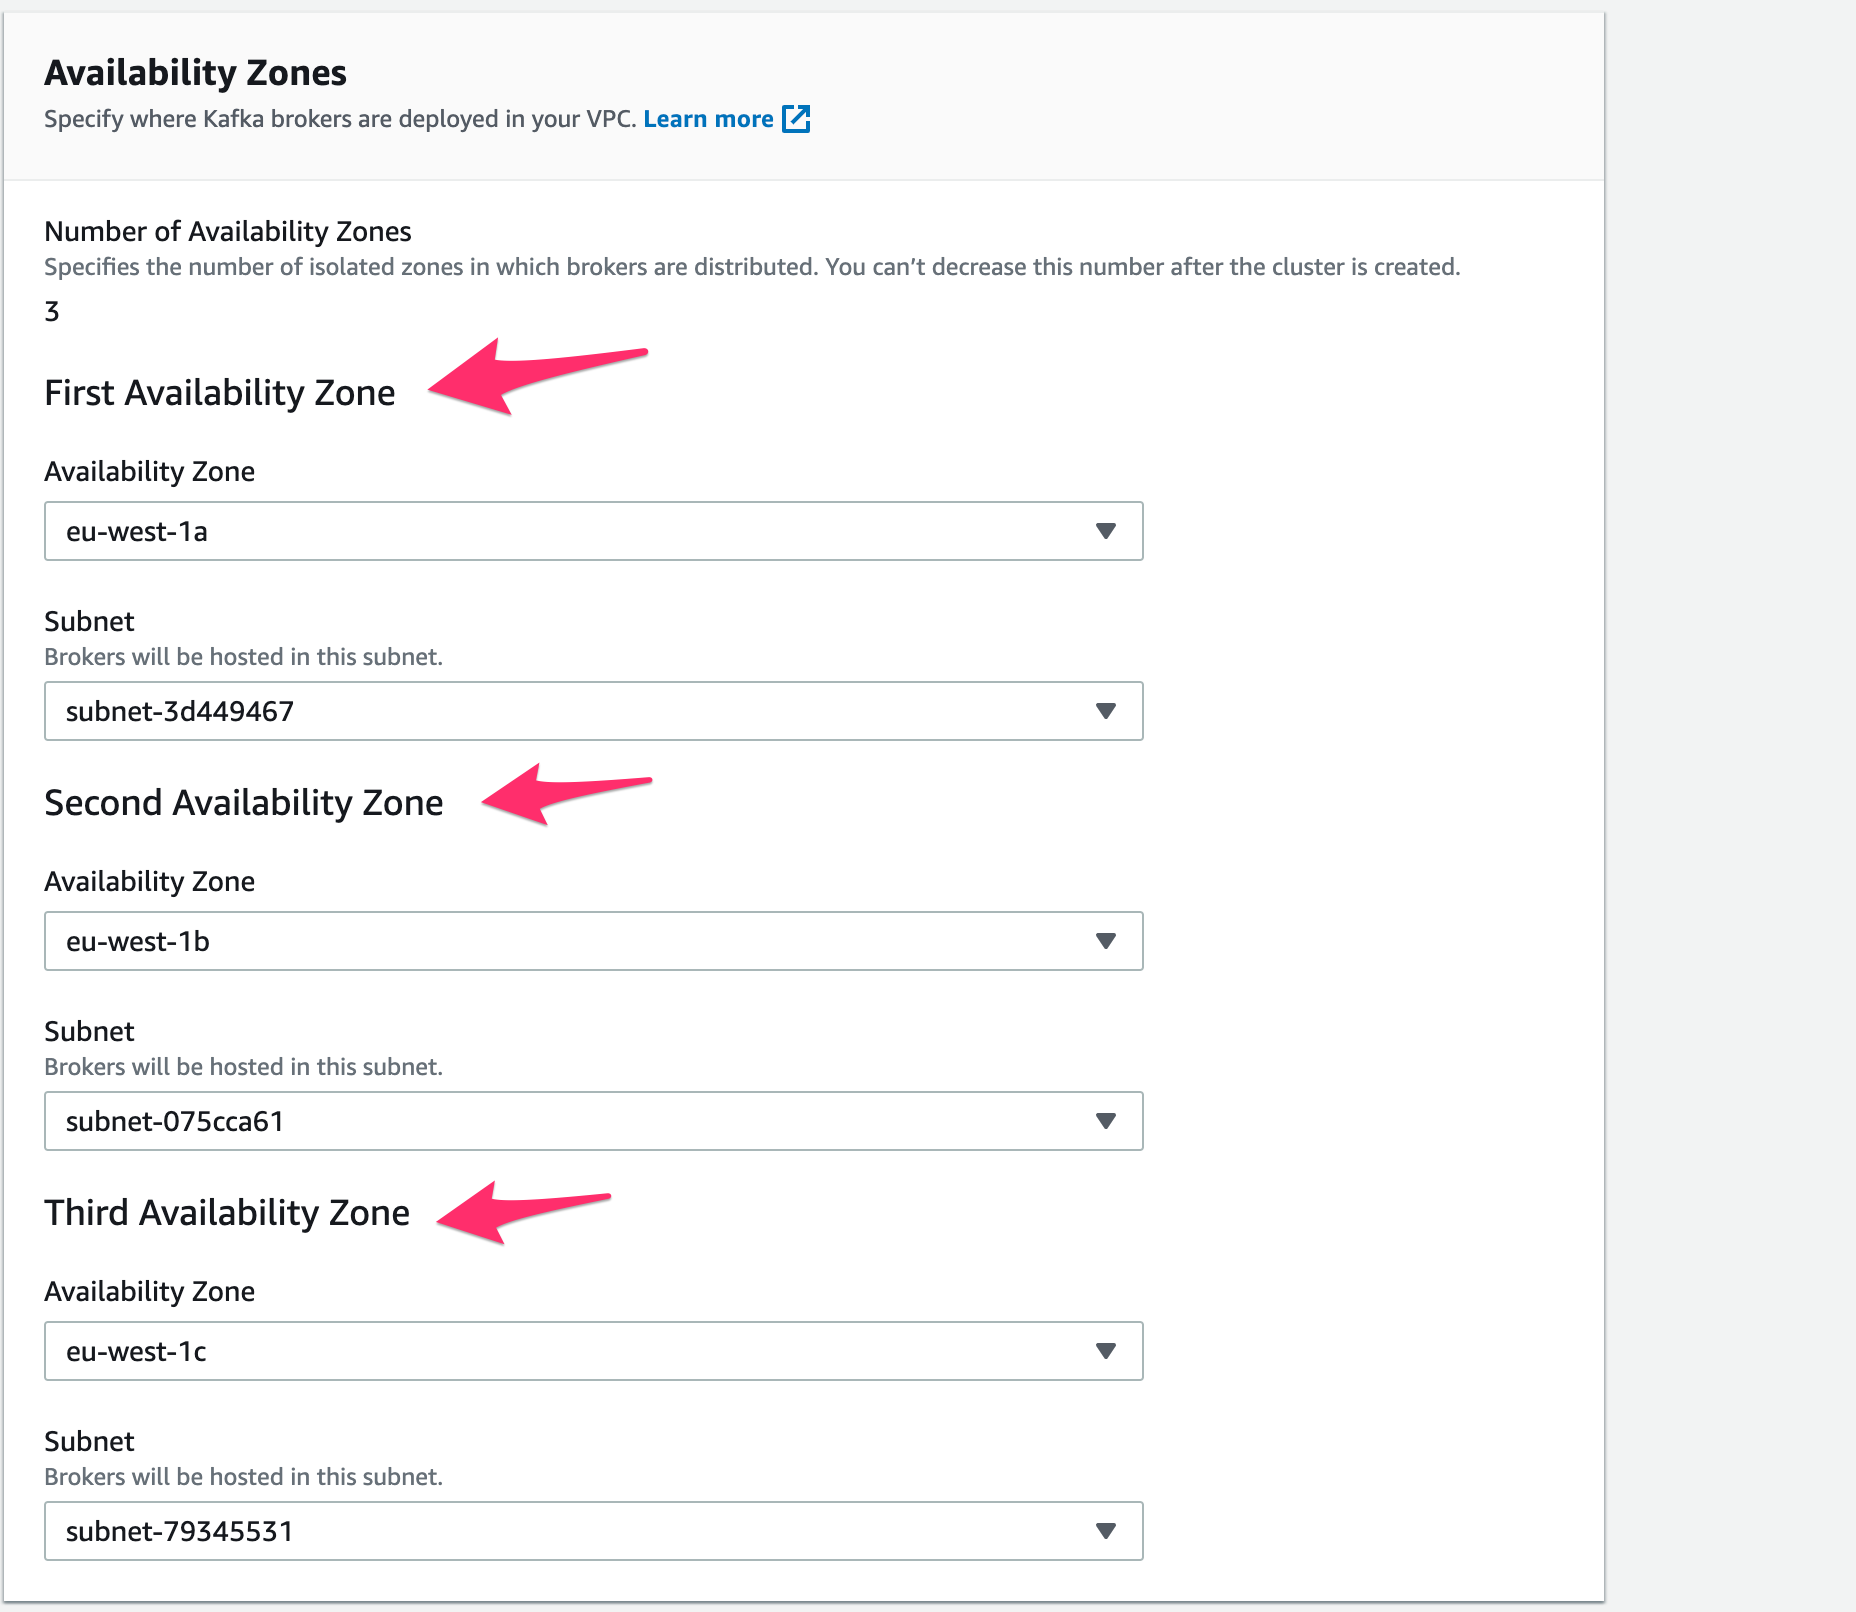 Availability Zones
Specify where Kafka brokers are deployed in your VPC. Learn more
Number of Availability Zones
Specifies the number of isolated zones in which brokers are distributed. You can’t decrease this number after the cluster is created.
3
First Availability Zone
Availability Zone
eu-west-1a
Subnet
Brokers will be hosted in this subnet.
subnet-3d449467
Second Availability Zone
Availability Zone
eu-west-1b
Subnet
Brokers will be hosted in this subnet.
subnet-075cca61
Third Availability Zone
Availability Zone
eu-west-1c
Subnet
Brokers will be hosted in this subnet.
subnet-79345531